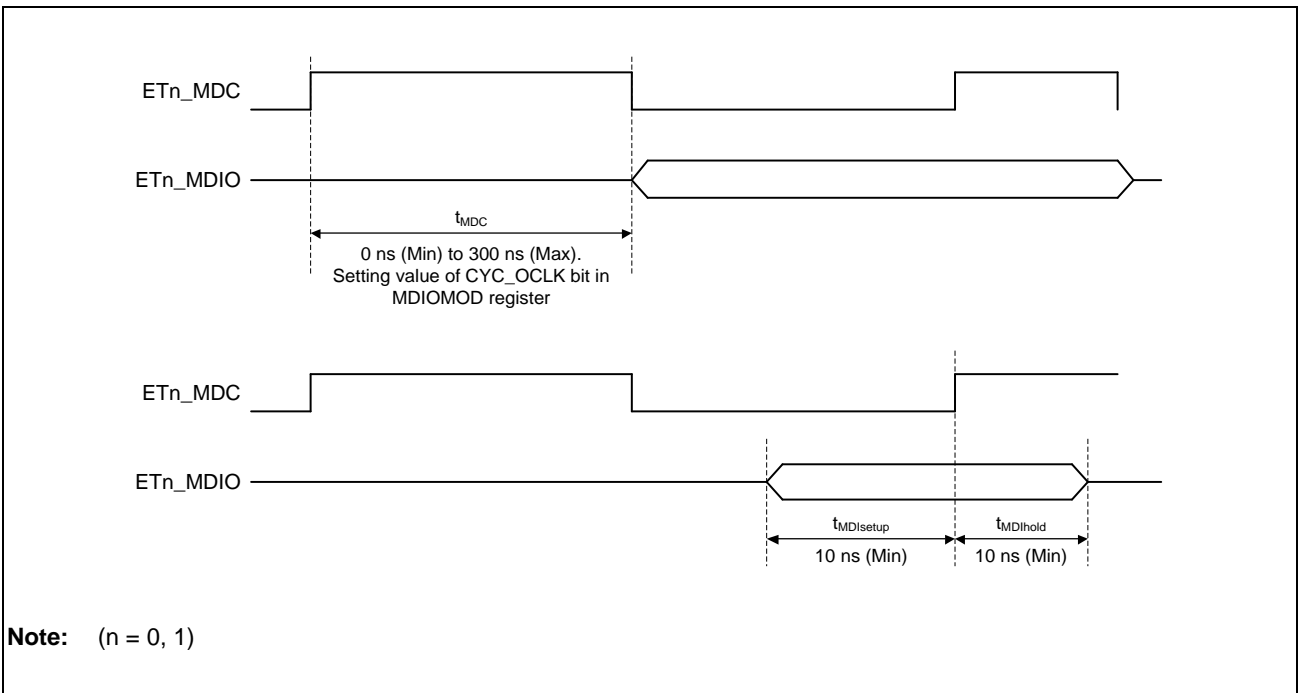 ETn_MDC
ETn_MDIO
tMDC
0 ns (Min) to 300 ns (Max).
Setting value of CYC_OCLK bit in
MDIOMOD register
ETn_MDC
ETn_MDIO
tMDIsetup tMDIhold
10 ns (Min) 10 ns (Min)
Note: (n = 0, 1)